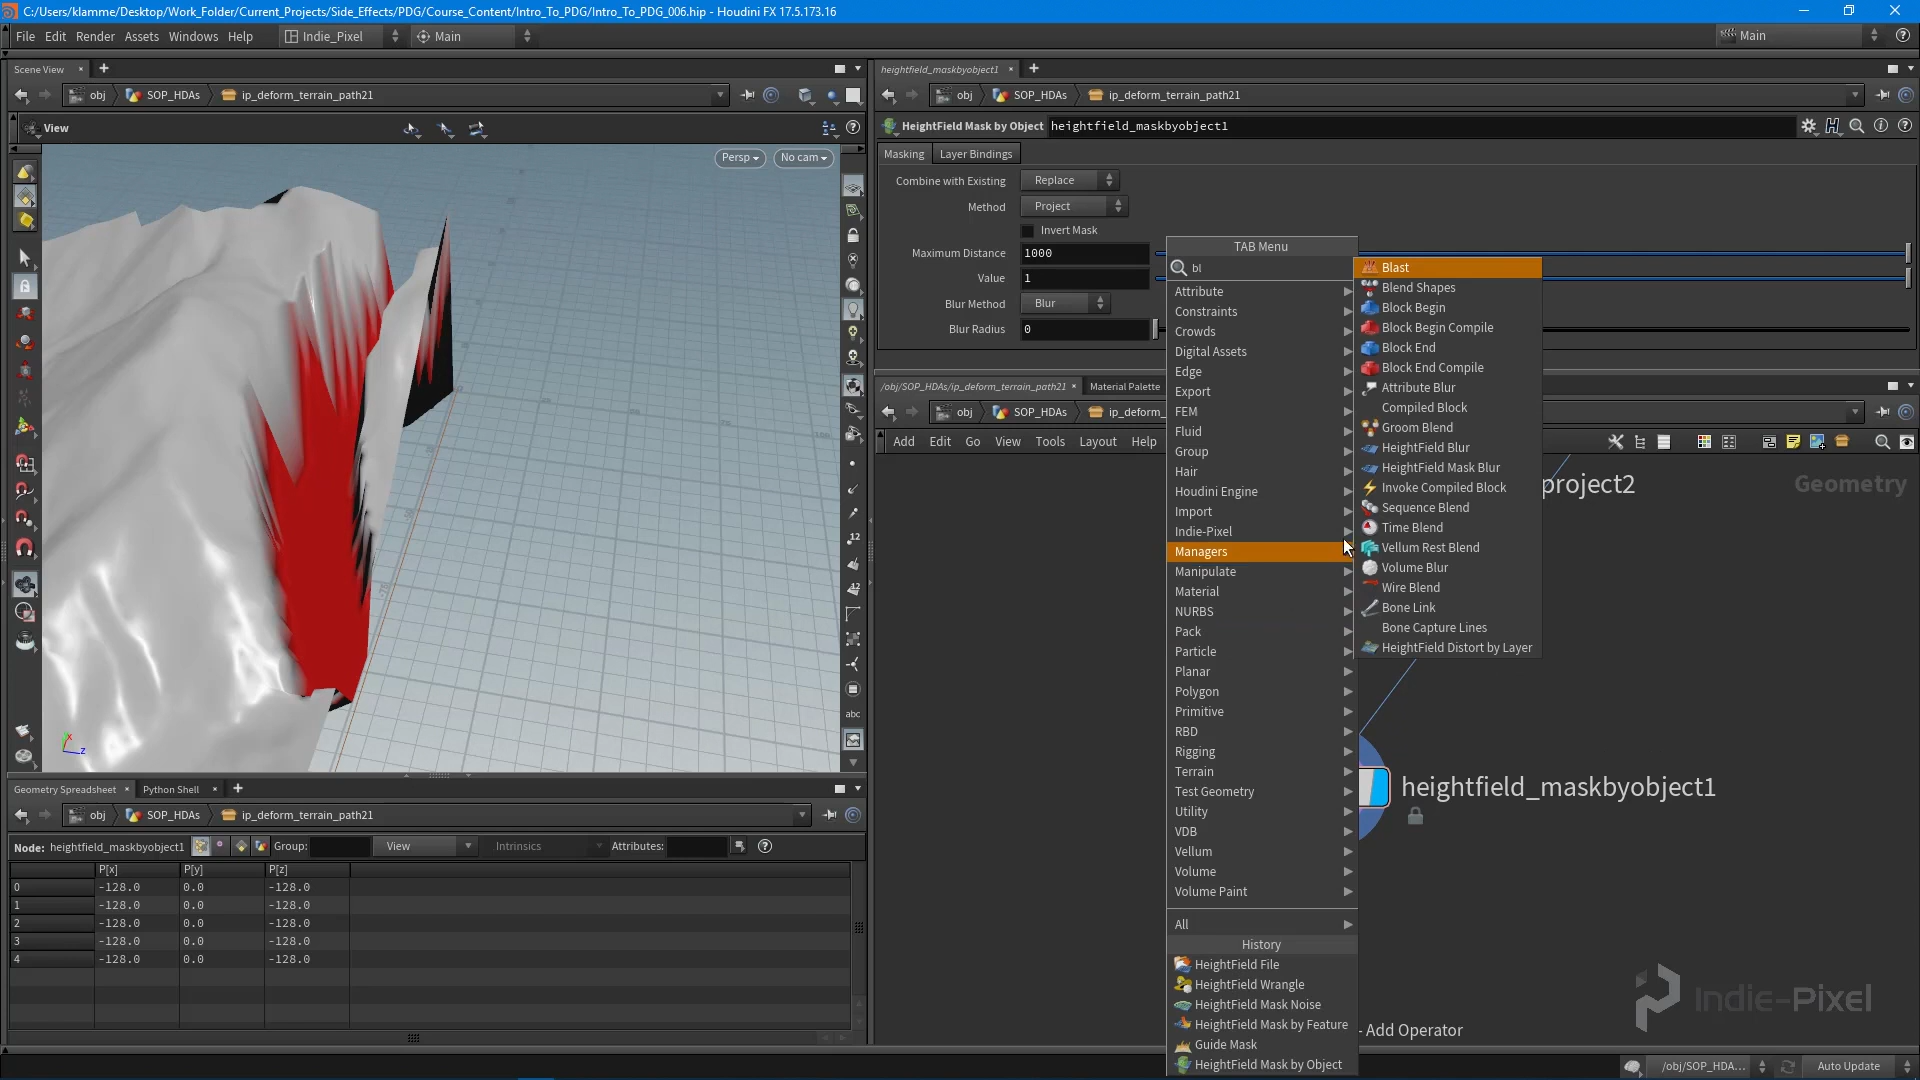 C:/Users/klamme/Desktop/Work_Folder/Current_Projects/Side_Effects/PDG/Course_Content/Intro_To_PDG/Intro_To_PDG_006.hip - Houdini FX 17.5.173.16
File Edit Render Assets Windows Help Indie_Pixel Main Main
Scene View
obj SOP_HDAs ip_deform_terrain_path21
View
Persp No cam
abc
heightfield_maskbyobject1
obj SOP_HDAs ip_deform_terrain_path21
HeightField Mask by Object heightfield_maskbyobject1
Masking Layer Bindings
Combine with Existing Replace
Method Project
Invert Mask
Maximum Distance 1000
Value 1
Blur Method Blur
Blur Radius 0
/obj/SOP_HDAs/ip_deform_terrain_path21 Material Palette
obj SOP_HDAs ip_deform_
Add Edit Go View Tools Layout Help
TAB Menu
bl
Attribute
Constraints
Crowds
Digital Assets
Edge
Export
FEM
Fluid
Group
Hair
Houdini Engine
Import
Indie-Pixel
Managers
Manipulate
Material
NURBS
Pack
Particle
Planar
Polygon
Primitive
RBD
Rigging
Terrain
Test Geometry
Utility
VDB
Vellum
Volume
Volume Paint
All
History
HeightField File
HeightField Wrangle
HeightField Mask Noise
HeightField Mask by Feature
Guide Mask
HeightField Mask by Object
Blast
Blend Shapes
Block Begin
Block Begin Compile
Block End
Block End Compile
Attribute Blur
Compiled Block
Groom Blend
HeightField Blur
HeightField Mask Blur
Invoke Compiled Block
Sequence Blend
Time Blend
Vellum Rest Blend
Volume Blur
Wire Blend
Bone Link
Bone Capture Lines
HeightField Distort by Layer
project2
Geometry
heightfield_maskbyobject1
Indie-Pixel
- Add Operator
Geometry Spreadsheet Python Shell
obj SOP_HDAs ip_deform_terrain_path21
Node: heightfield_maskbyobject1 Group: View Intrinsics Attributes:
P[x] P[y] P[z]
0 -128.0 0.0 -128.0
1 -128.0 0.0 -128.0
2 -128.0 0.0 -128.0
3 -128.0 0.0 -128.0
4 -128.0 0.0 -128.0
/obj/SOP_HDA... Auto Update